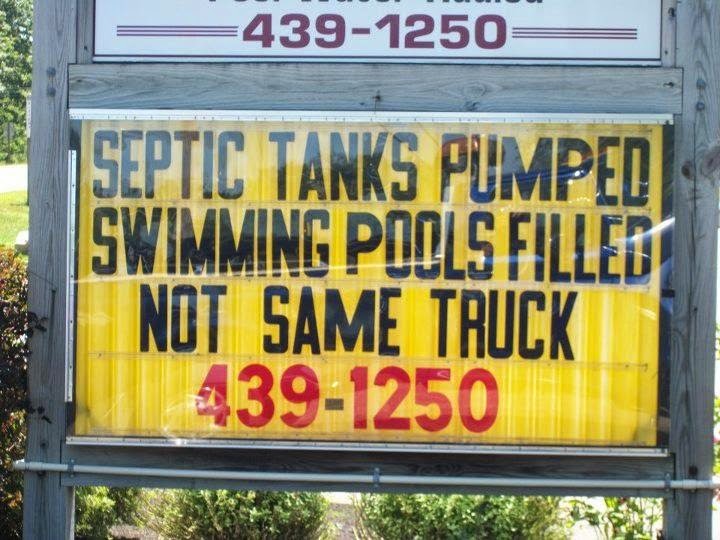 439-1250
SEPTIC TANKS PUMPED
SWIMMING POOLS FILLED
NOT SAME TRUCK
439-1250